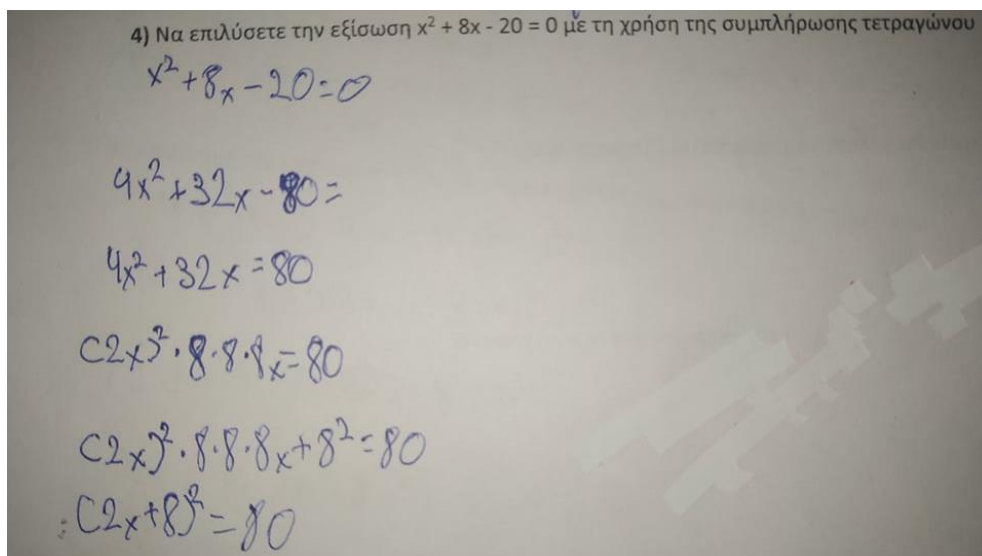 4) Να επιλύσετε την εξίσωση x² + 8x - 20 = 0 με τη χρήση της συμπλήρωσης τετραγώνου
x²+8x-20=0
4x²+32x-80=
4x²+32x=80
(2x)²·8·8·8x=80
(2x)²·8·8·8x+8²=80
(2x+8)²=80